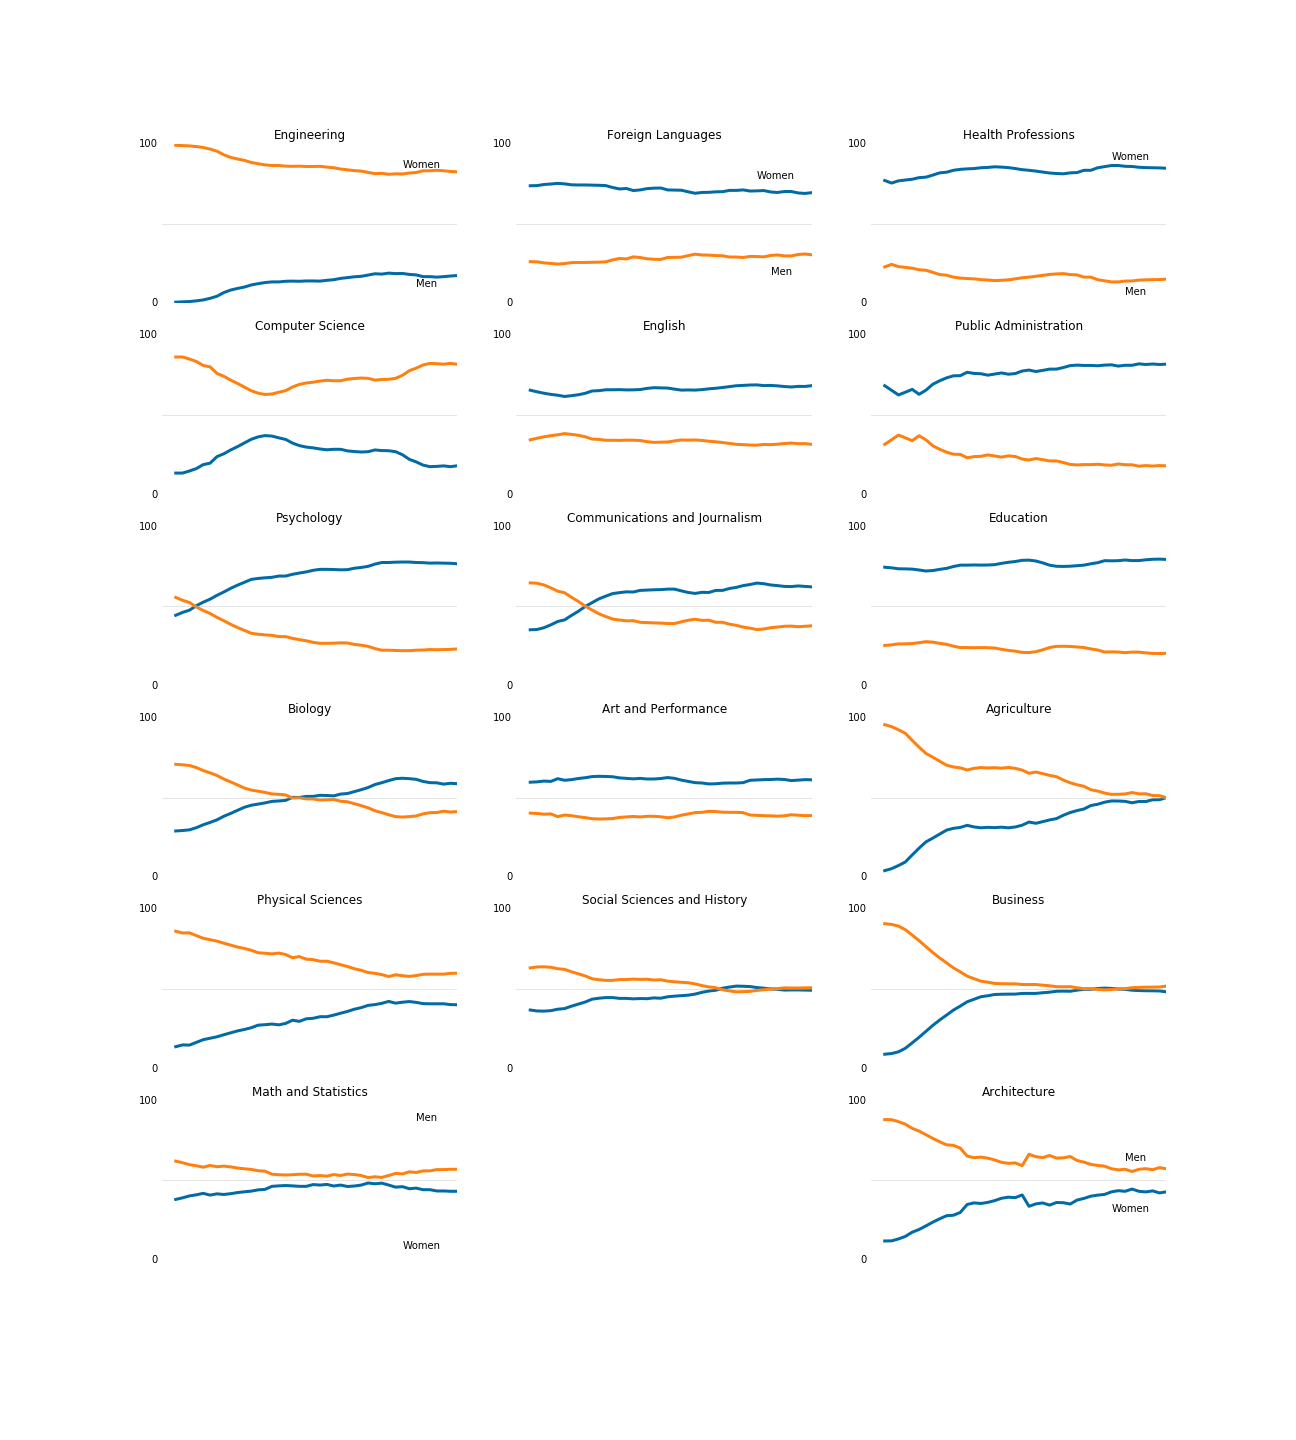 Engineering
Foreign Languages
Health Professions
100
100
100
Women
Women
Women
Men
Men
Men
0
0
0
Computer Science
English
Public Administration
100
100
100
0
0
0
Psychology
Communications and Journalism
Education
100
100
100
0
0
0
Biology
Art and Performance
Agriculture
100
100
100
0
0
0
Physical Sciences
Social Sciences and History
Business
100
100
100
0
0
0
Math and Statistics
Architecture
100
100
Men
Men
Women
Women
0
0